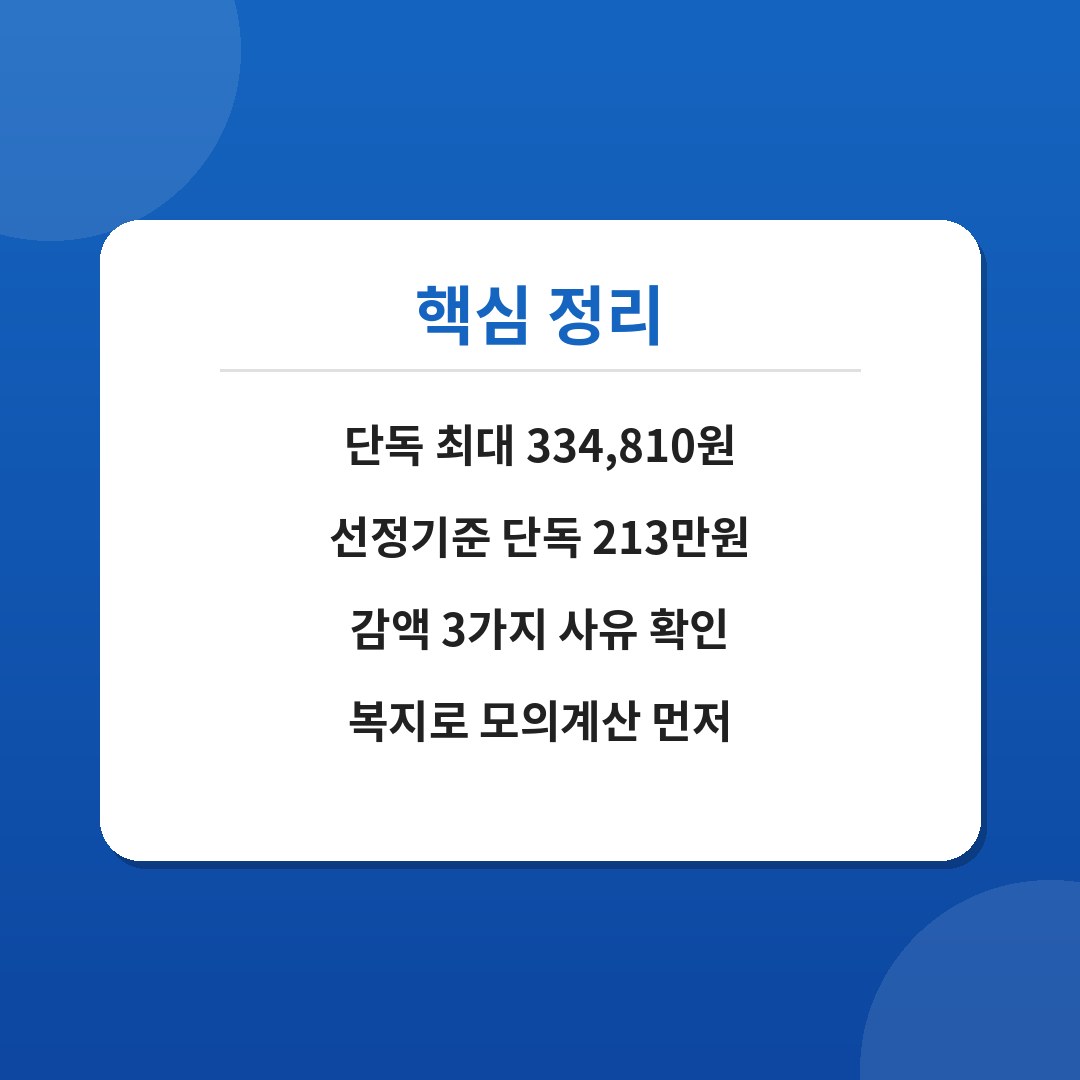 핵심 정리
단독 최대 334,810원
선정기준 단독 213만원
감액 3가지 사유 확인
복지로 모의계산 먼저